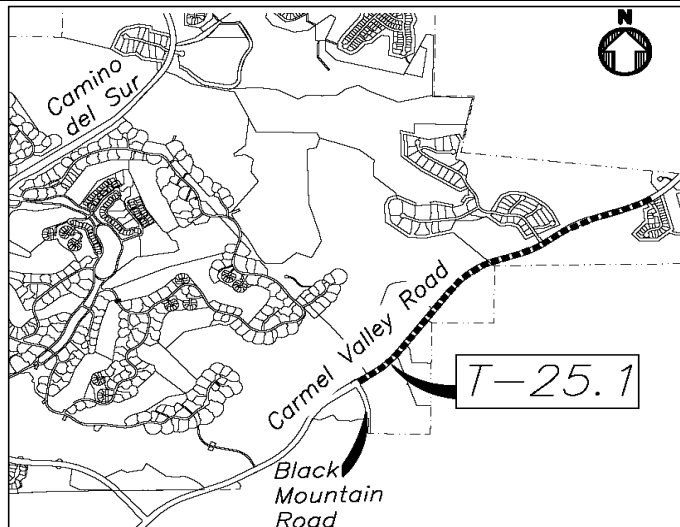 N
Camino
del Sur
Carmel Valley Road
T-25.1
Black
Mountain
Road